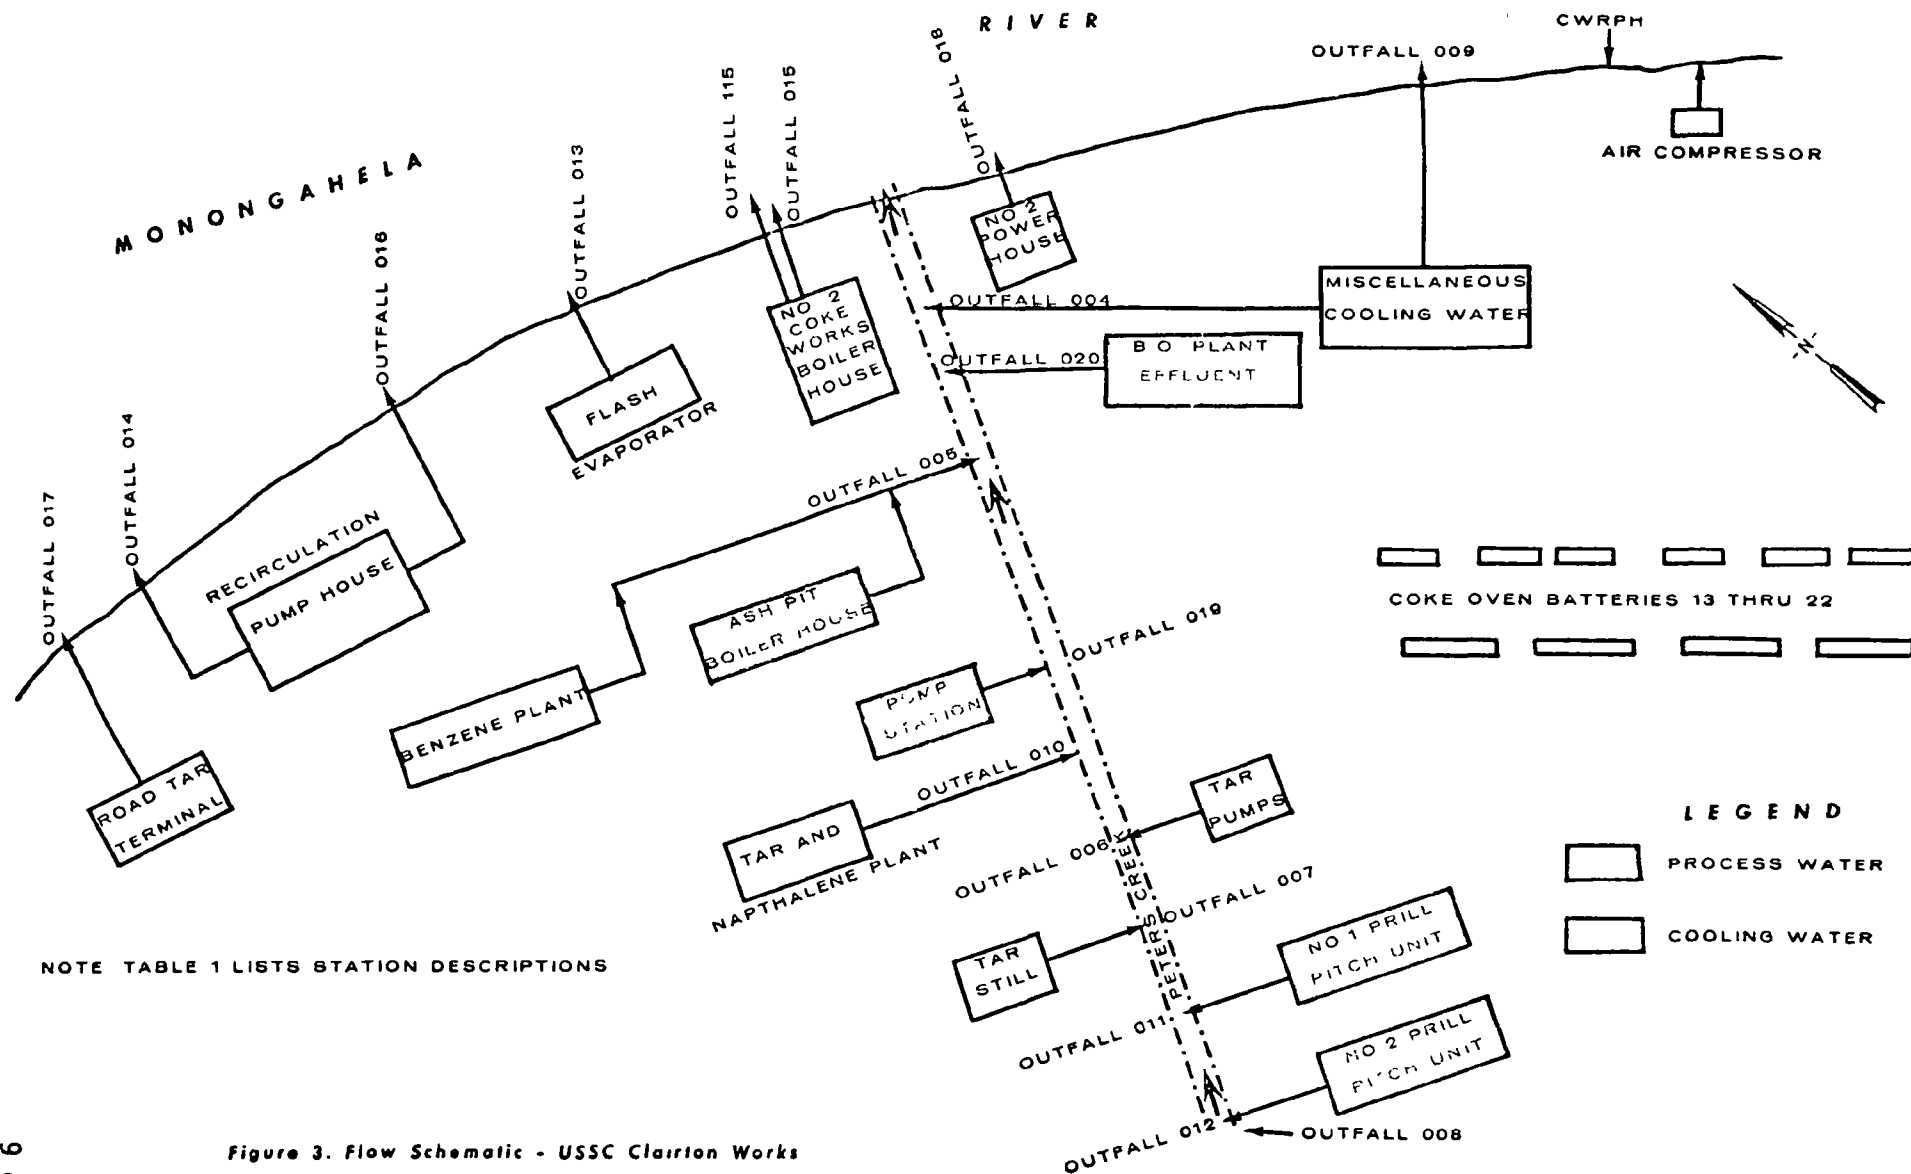 RIVER
MONONGAHELA
CWRPH
OUTFALL 009
AIR COMPRESSOR
OUTFALL 018
OUTFALL 115
OUTFALL 015
OUTFALL 013
OUTFALL 016
OUTFALL 014
OUTFALL 017
NO 2
POWER
HOUSE
NO 2
COKE
WORKS
BOILER
HOUSE
MISCELLANEOUS
COOLING WATER
OUTFALL 004
B O PLANT
EFFLUENT
OUTFALL 020
N
FLASH
EVAPORATOR
OUTFALL 005
RECIRCULATION
PUMP HOUSE
ASH PIT
BOILER HOUSE
BENZENE PLANT
ROAD TAR
TERMINAL
COKE OVEN BATTERIES 13 THRU 22
OUTFALL 019
PUMP
STATION
OUTFALL 010
TAR AND
NAPTHALENE PLANT
TAR
PUMPS
OUTFALL 006
PETERS CREEK
OUTFALL 007
TAR
STILL
NO 1 PRILL
PITCH UNIT
OUTFALL 011
NO 2 PRILL
PITCH UNIT
OUTFALL 012
OUTFALL 008
LEGEND
PROCESS WATER
COOLING WATER
NOTE TABLE 1 LISTS STATION DESCRIPTIONS
Figure 3. Flow Schematic - USSC Clairton Works